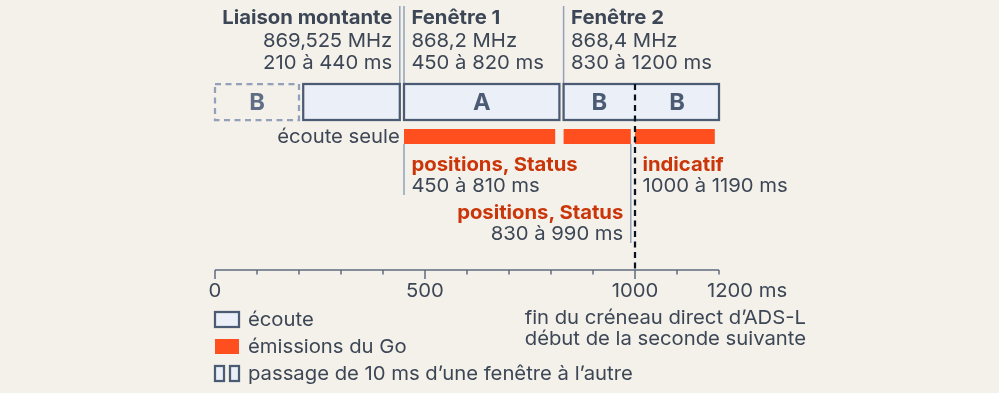 Liaison montante
869,525 MHz
210 à 440 ms
Fenêtre 1
868,2 MHz
450 à 820 ms
Fenêtre 2
868,4 MHz
830 à 1200 ms
B
A
B
B
écoute seule
positions, Status
450 à 810 ms
indicatif
1000 à 1190 ms
positions, Status
830 à 990 ms
0
500
1000
1200 ms
écoute
émissions du Go
passage de 10 ms d’une fenêtre à l’autre
fin du créneau direct d’ADS-L
début de la seconde suivante